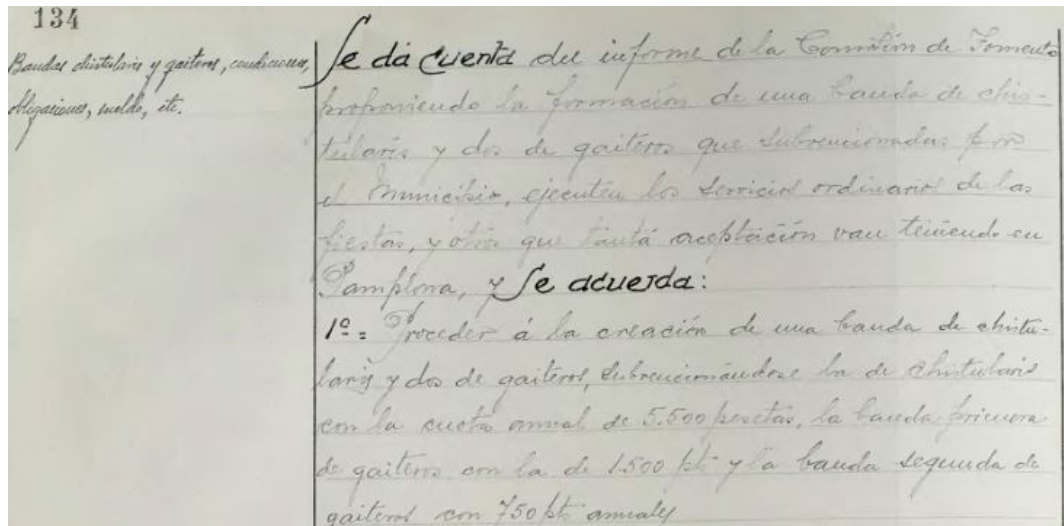 134
Bandas chistularis y gaiteros, condiciones,
obligaciones, sueldo, etc.
Se dá cuenta del informe de la Comisión de Fomento
proponiendo la formación de una banda de chis-
tularis y dos de gaiteros que subvencionadas por
el Municipio, ejecuten los servicios ordinarios de las
fiestas, y otros que tanta aceptación van teniendo en
Pamplona, y Se acuerda:
1º = Proceder á la creación de una banda de chistu-
laris y dos de gaiteros, subvencionándose la de Chistularis
con la cuota anual de 5.500 pesetas, la banda primera
de gaiteros con la de 1.500 pts y la banda segunda de
gaiteros con 750 pts anuales